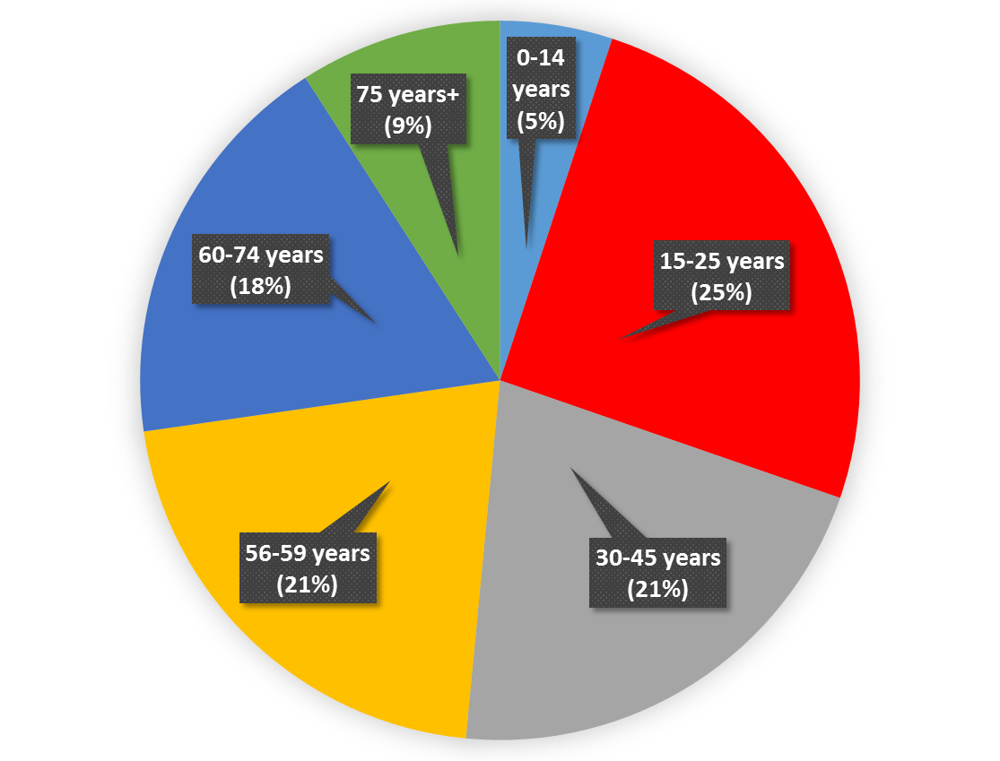 0-14
years
(5%)
75 years+
(9%)
15-25 years
(25%)
60-74 years
(18%)
56-59 years
(21%)
30-45 years
(21%)